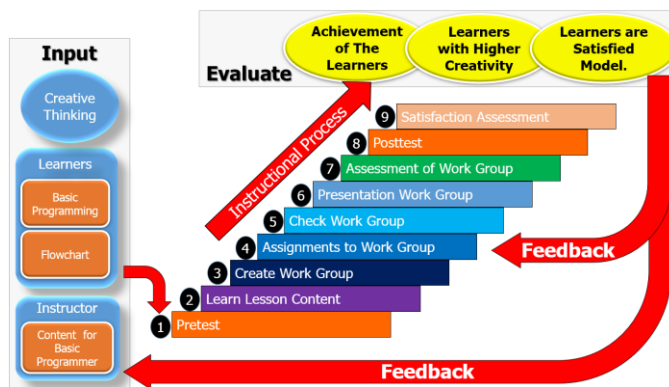 Input
Creative
Thinking
Learners
Basic
Programming
Flowchart
Instructor
Content for
Basic
Programmer
Evaluate
Achievement
of The
Learners
Learners
with Higher
Creativity
Learners are
Satisfied
Model.
Instructional Process
9 Satisfaction Assessment
8 Posttest
7 Assessment of Work Group
6 Presentation Work Group
5 Check Work Group
4 Assignments to Work Group
3 Create Work Group
2 Learn Lesson Content
1 Pretest
Feedback
Feedback